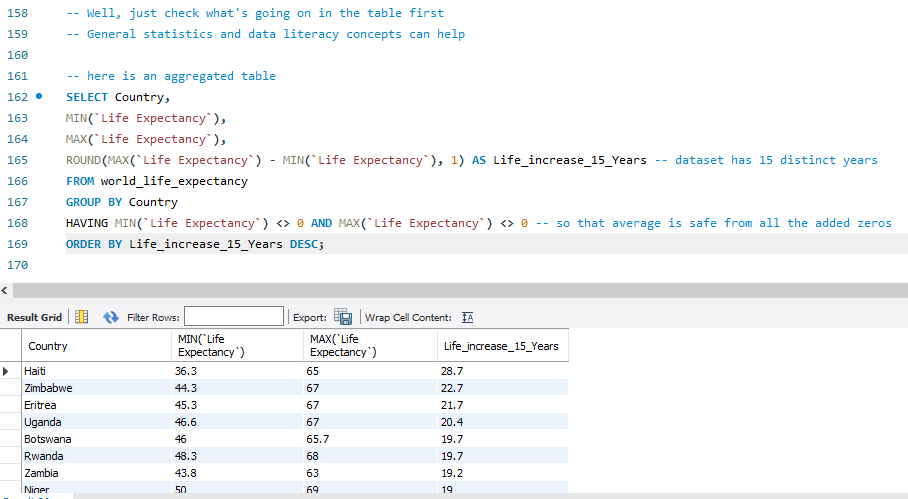 158 -- Well, just check what's going on in the table first
159 -- General statistics and data literacy concepts can help
160
161 -- here is an aggregated table
162 SELECT Country,
163 MIN(`Life Expectancy`),
164 MAX(`Life Expectancy`),
165 ROUND(MAX(`Life Expectancy`) - MIN(`Life Expectancy`), 1) AS Life_increase_15_Years -- dataset has 15 distinct years
166 FROM world_life_expectancy
167 GROUP BY Country
168 HAVING MIN(`Life Expectancy`) <> 0 AND MAX(`Life Expectancy`) <> 0 -- so that average is safe from all the added zeros
169 ORDER BY Life_increase_15_Years DESC;
170
Result Grid Filter Rows: Export: Wrap Cell Content:
Country MIN(`Life Expectancy`) MAX(`Life Expectancy`) Life_increase_15_Years
Haiti 36.3 65 28.7
Zimbabwe 44.3 67 22.7
Eritrea 45.3 67 21.7
Uganda 46.6 67 20.4
Botswana 46 65.7 19.7
Rwanda 48.3 68 19.7
Zambia 43.8 63 19.2
Niger 50 69 19